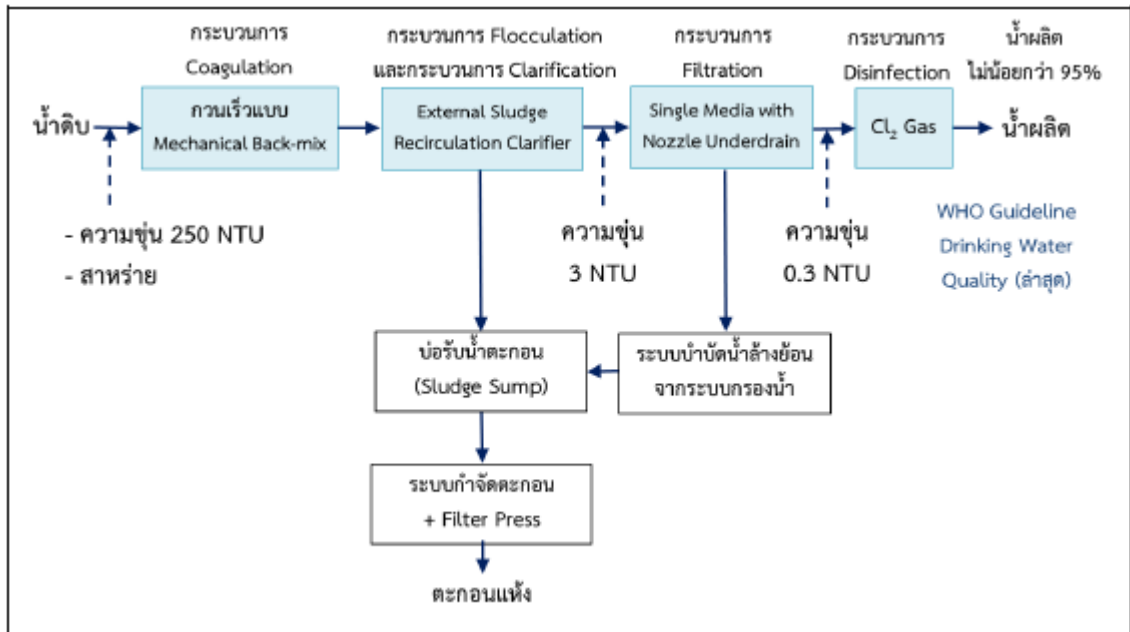 กระบวนการ
Coagulation
กระบวนการ Flocculation
และกระบวนการ Clarification
กระบวนการ
Filtration
กระบวนการ
Disinfection
น้ำผลิต
ไม่น้อยกว่า 95%
น้ำดิบ
กวนเร็วแบบ
Mechanical Back-mix
External Sludge
Recirculation Clarifier
Single Media with
Nozzle Underdrain
Cl₂ Gas
น้ำผลิต
- ความขุ่น 250 NTU
- สาหร่าย
ความขุ่น
3 NTU
ความขุ่น
0.3 NTU
WHO Guideline
Drinking Water
Quality (ล่าสุด)
บ่อรับน้ำตะกอน
(Sludge Sump)
ระบบบำบัดน้ำล้างย้อน
จากระบบกรองน้ำ
ระบบกำจัดตะกอน
+ Filter Press
ตะกอนแห้ง